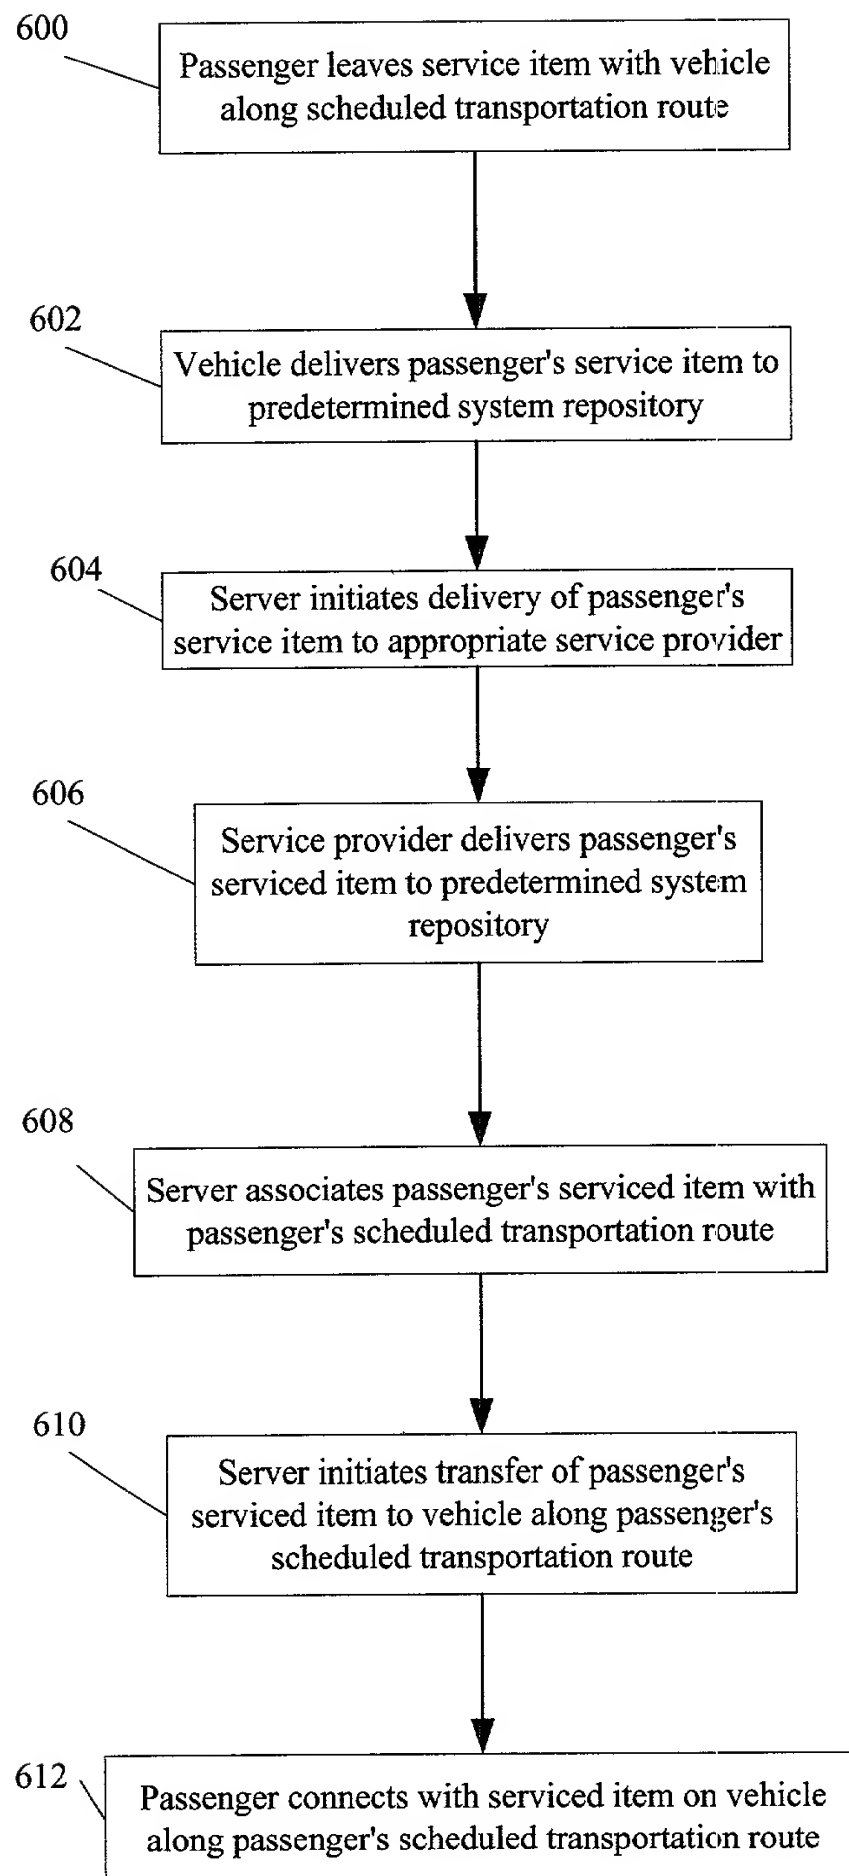 600
Passenger leaves service item with vehicle
along scheduled transportation route
602
Vehicle delivers passenger's service item to
predetermined system repository
604
Server initiates delivery of passenger's
service item to appropriate service provider
606
Service provider delivers passenger's
serviced item to predetermined system
repository
608
Server associates passenger's serviced item with
passenger's scheduled transportation route
610
Server initiates transfer of passenger's
serviced item to vehicle along passenger's
scheduled transportation route
612
Passenger connects with serviced item on vehicle
along passenger's scheduled transportation route